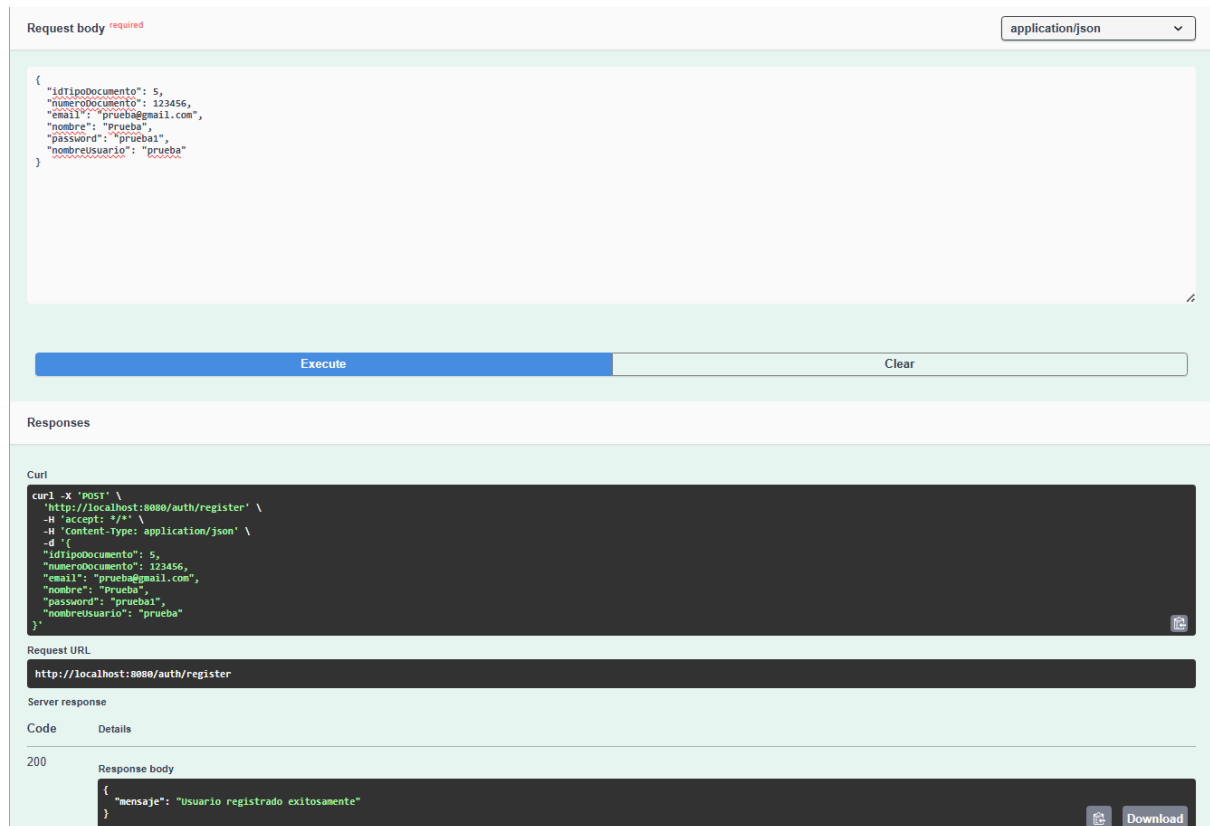 Request body required
application/json
{
  "idTipoDocumento": 5,
  "numeroDocumento": 123456,
  "email": "prueba@gmail.com",
  "nombre": "Prueba",
  "password": "prueba1",
  "nombreUsuario": "prueba"
}
Execute
Clear
Responses
Curl
curl -X 'POST' \
  'http://localhost:8080/auth/register' \
  -H 'accept: */*' \
  -H 'Content-Type: application/json' \
  -d '{
  "idTipoDocumento": 5,
  "numeroDocumento": 123456,
  "email": "prueba@gmail.com",
  "nombre": "Prueba",
  "password": "prueba1",
  "nombreUsuario": "prueba"
}'
Request URL
http://localhost:8080/auth/register
Server response
Code Details
200
Response body
{
  "mensaje": "Usuario registrado exitosamente"
}
Download